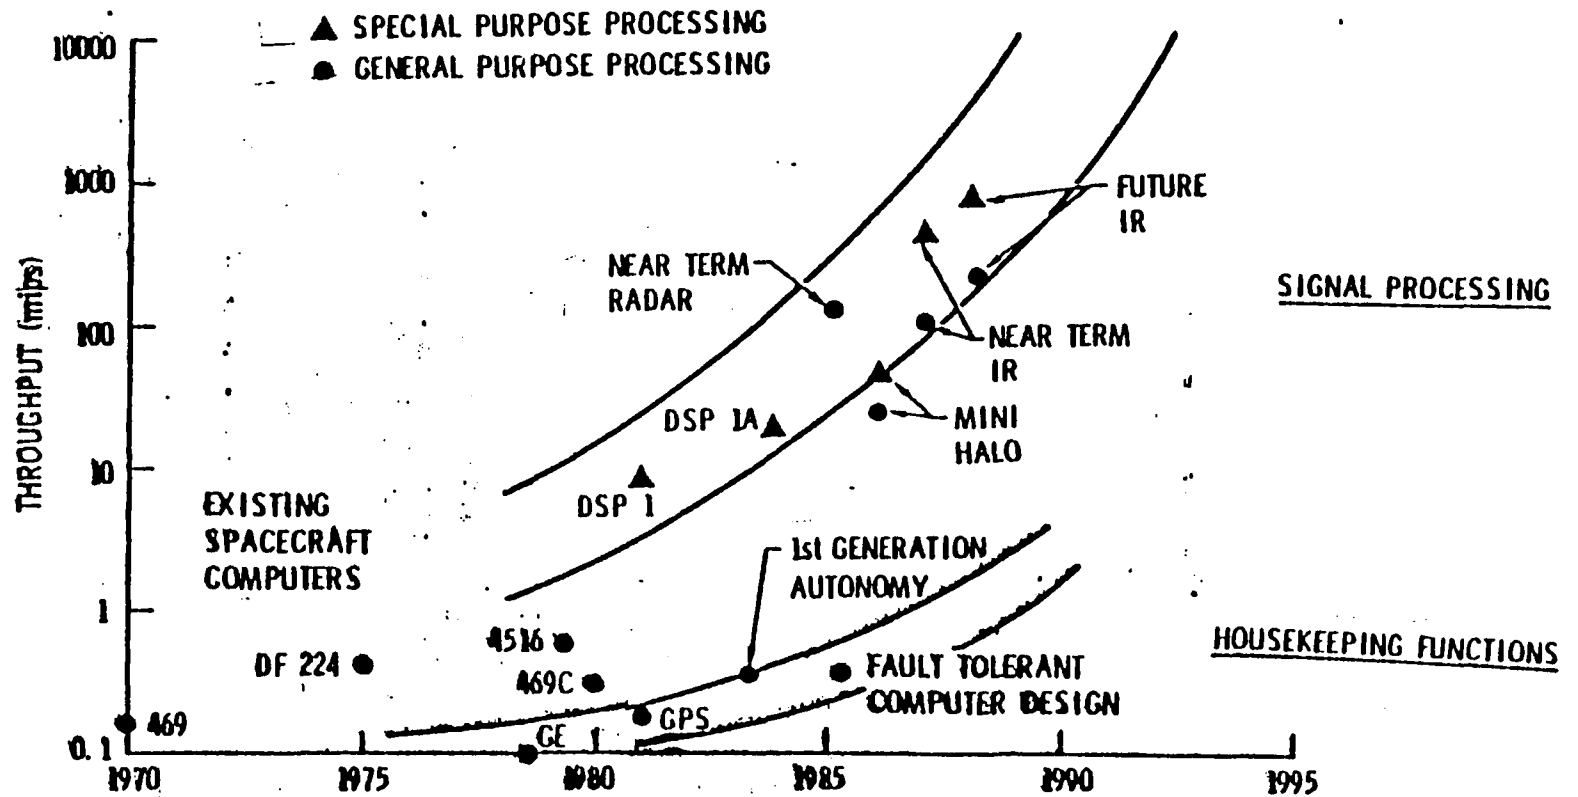 ▲ SPECIAL PURPOSE PROCESSING
● GENERAL PURPOSE PROCESSING
THROUGHPUT (mips)
10000
1000
100
10
1
0.1
FUTURE
IR
NEAR TERM
RADAR
SIGNAL PROCESSING
NEAR TERM
IR
DSP 1A
MINI
HALO
DSP 1
EXISTING
SPACECRAFT
COMPUTERS
1st GENERATION
AUTONOMY
4516
HOUSEKEEPING FUNCTIONS
DF 224
469C
FAULT TOLERANT
COMPUTER DESIGN
469
GPS
GE
1970
1975
1980
1985
1990
1995